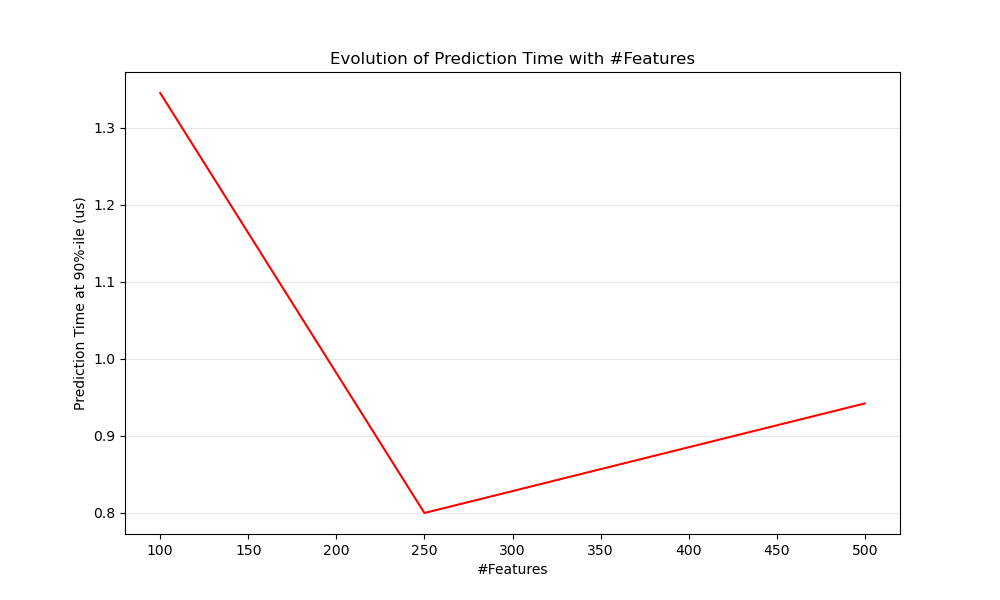 Evolution of Prediction Time with #Features
Prediction Time at 90%-ile (us)
1.3
1.2
1.1
1.0
0.9
0.8
100 150 200 250 300 350 400 450 500
#Features